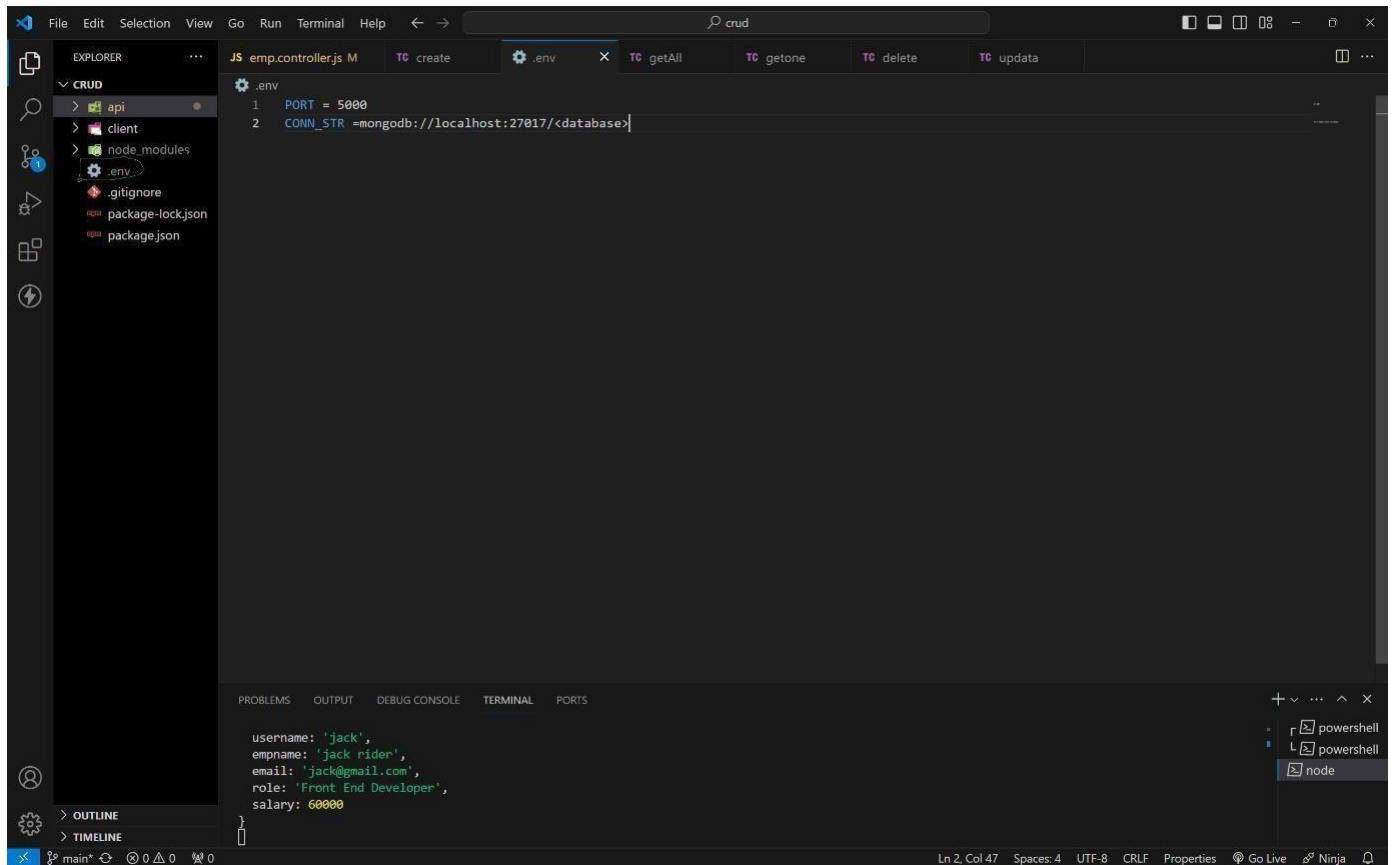 File Edit Selection View Go Run Terminal Help
crud
EXPLORER
CRUD
api
client
node_modules
.env
.gitignore
package-lock.json
package.json
OUTLINE
TIMELINE
JS emp.controller.js M
TC create
.env
TC getAll
TC getone
TC delete
TC updata
.env
1 PORT = 5000
2 CONN_STR =mongodb://localhost:27017/<database>
PROBLEMS OUTPUT DEBUG CONSOLE TERMINAL PORTS
username: 'jack',
empname: 'jack rider',
email: 'jack@gmail.com',
role: 'Front End Developer',
salary: 60000
}
powershell
powershell
node
1
main* 0 0 0 Ln 2, Col 47 Spaces: 4 UTF-8 CRLF Properties Go Live Ninja